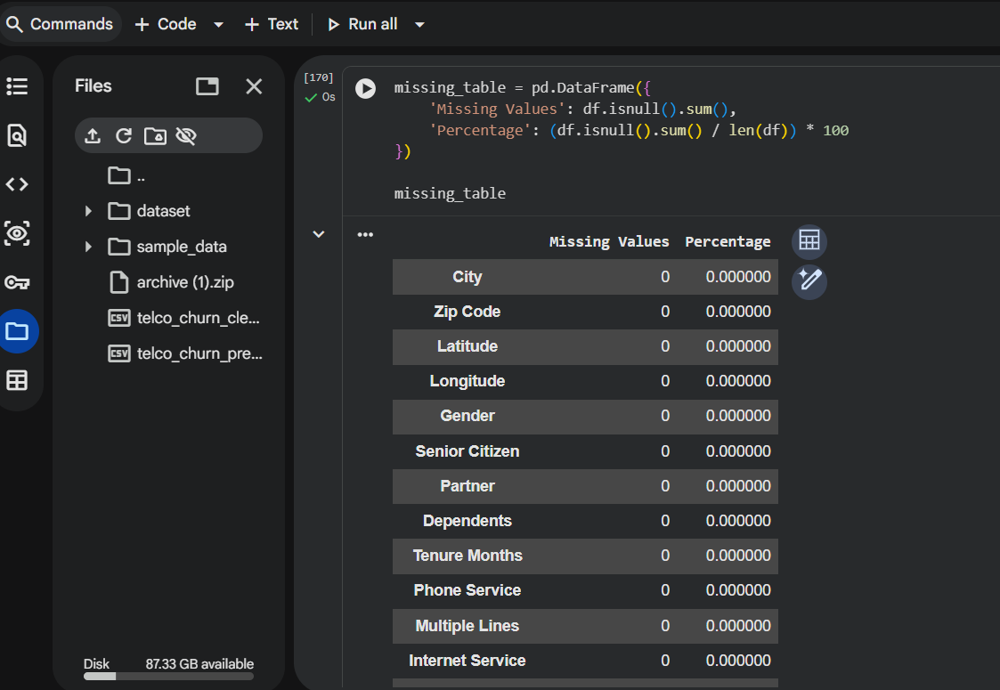 Commands + Code + Text Run all
Files
..
dataset
sample_data
archive (1).zip
telco_churn_cle...
telco_churn_pre...
Disk 87.33 GB available
[170]
0s
missing_table = pd.DataFrame({
    'Missing Values': df.isnull().sum(),
    'Percentage': (df.isnull().sum() / len(df)) * 100
})
missing_table
Missing Values Percentage
City 0 0.000000
Zip Code 0 0.000000
Latitude 0 0.000000
Longitude 0 0.000000
Gender 0 0.000000
Senior Citizen 0 0.000000
Partner 0 0.000000
Dependents 0 0.000000
Tenure Months 0 0.000000
Phone Service 0 0.000000
Multiple Lines 0 0.000000
Internet Service 0 0.000000